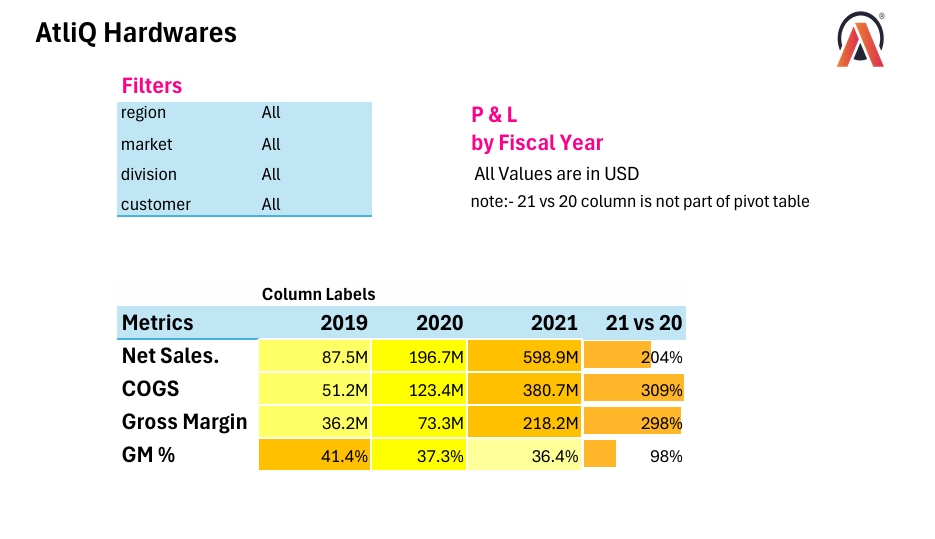 AtliQ Hardwares
®
Filters
region All
market All
division All
customer All
P & L
by Fiscal Year
All Values are in USD
note:- 21 vs 20 column is not part of pivot table
Column Labels
Metrics 2019 2020 2021 21 vs 20
Net Sales. 87.5M 196.7M 598.9M 204%
COGS 51.2M 123.4M 380.7M 309%
Gross Margin 36.2M 73.3M 218.2M 298%
GM % 41.4% 37.3% 36.4% 98%